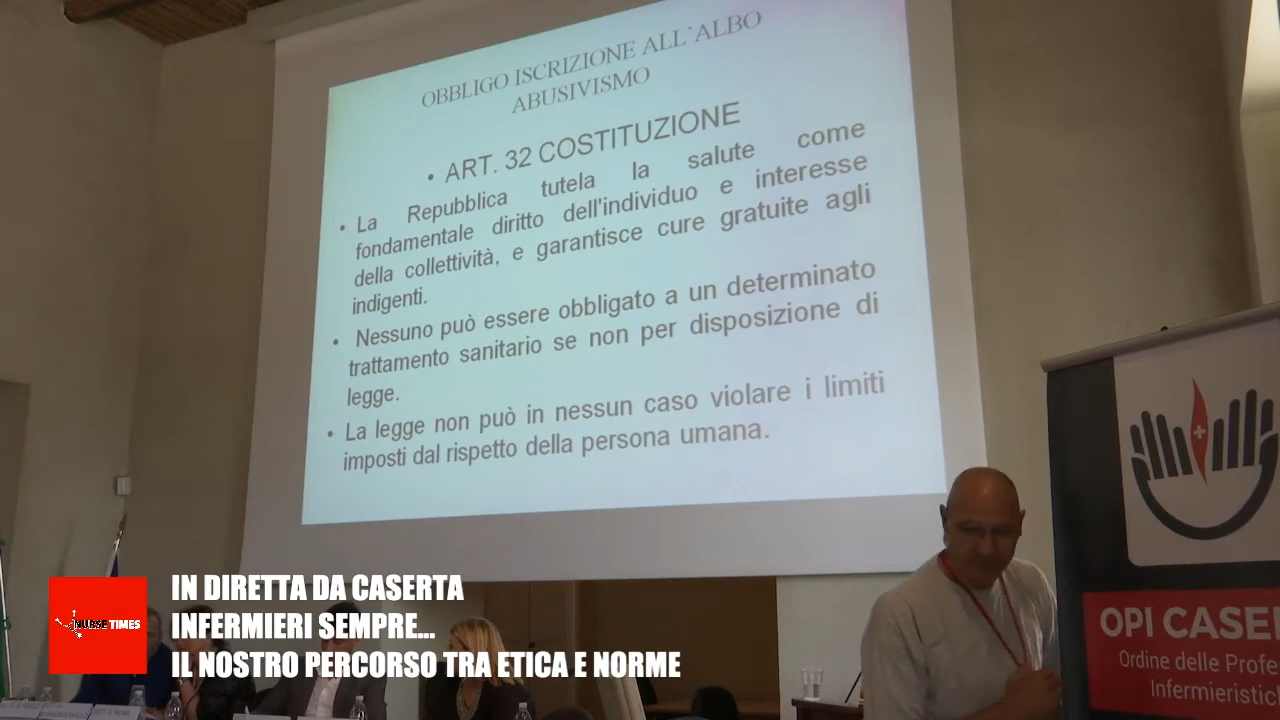 OBBLIGO ISCRIZIONE ALL`ALBO
ABUSIVISMO
• ART. 32 COSTITUZIONE
• La Repubblica tutela la salute come
fondamentale diritto dell'individuo e interesse
della collettività, e garantisce cure gratuite agli
indigenti.
• Nessuno può essere obbligato a un determinato
trattamento sanitario se non per disposizione di
legge.
• La legge non può in nessun caso violare i limiti
imposti dal rispetto della persona umana.
OPI CASE
Ordine delle Profe
Infermieristic
NURSE TIMES
IN DIRETTA DA CASERTA
INFERMIERI SEMPRE...
IL NOSTRO PERCORSO TRA ETICA E NORME